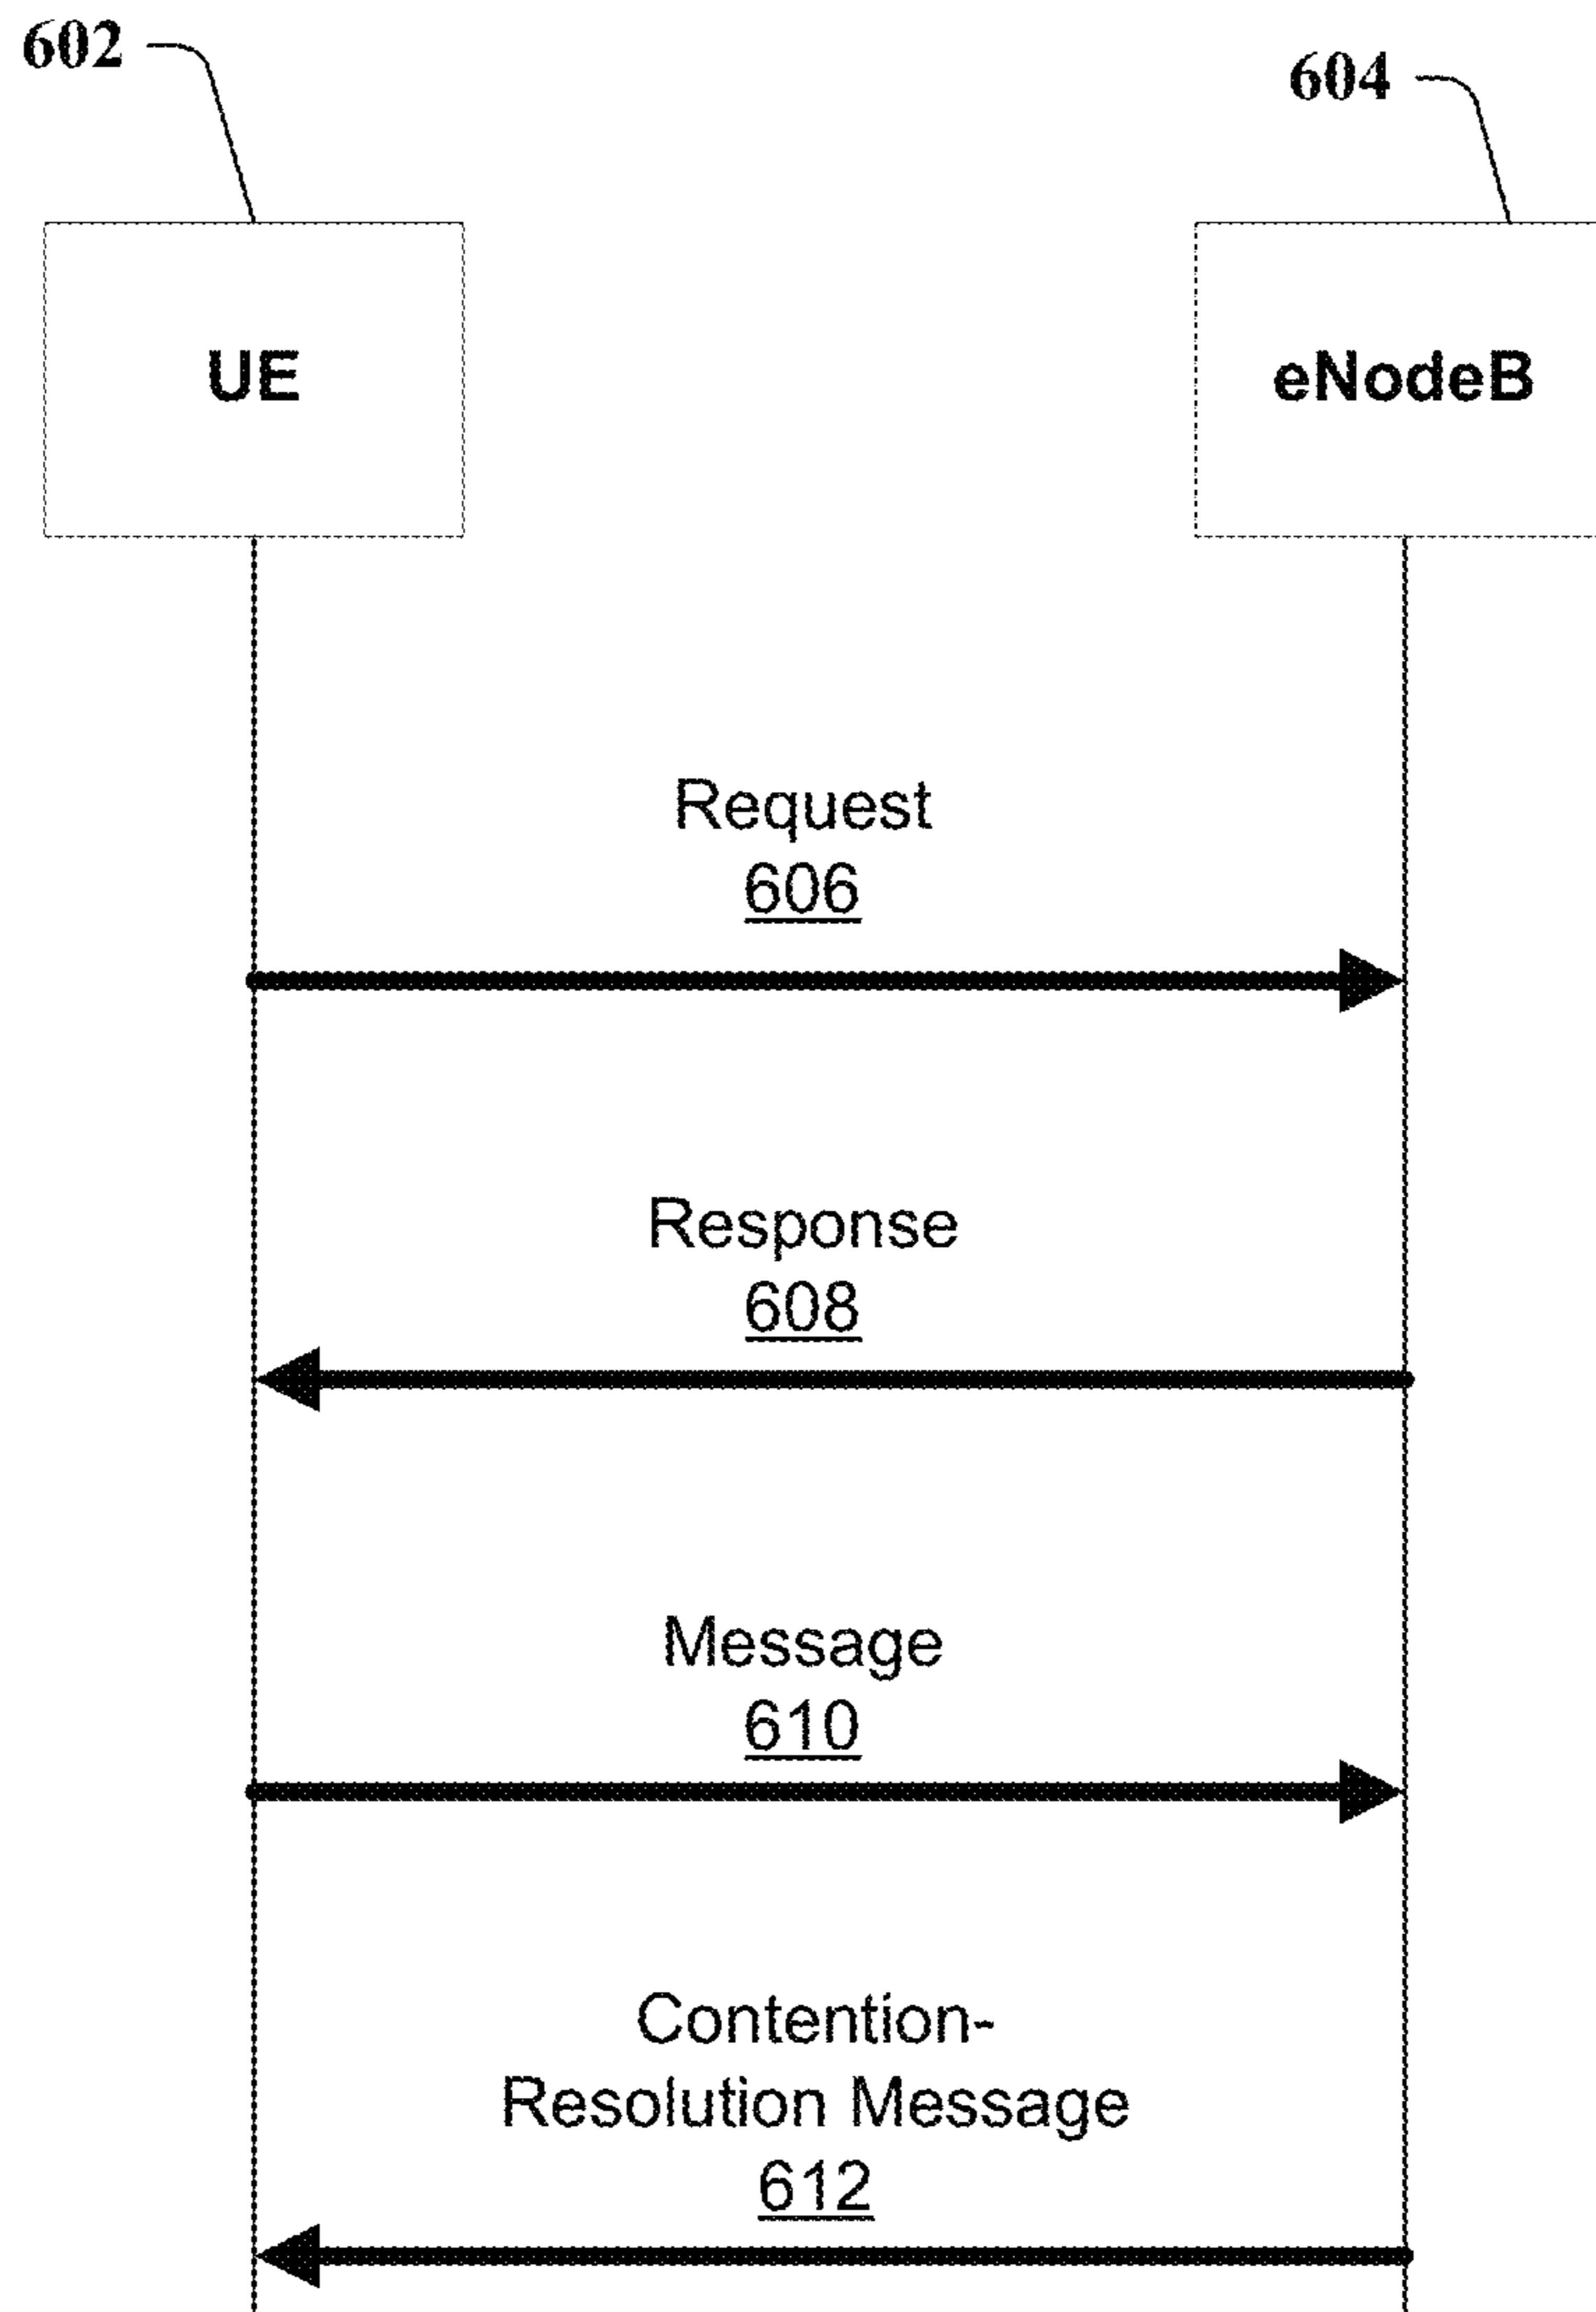 602
604
UE
eNodeB
Request
606
Response
608
Message
610
Contention-
Resolution Message
612